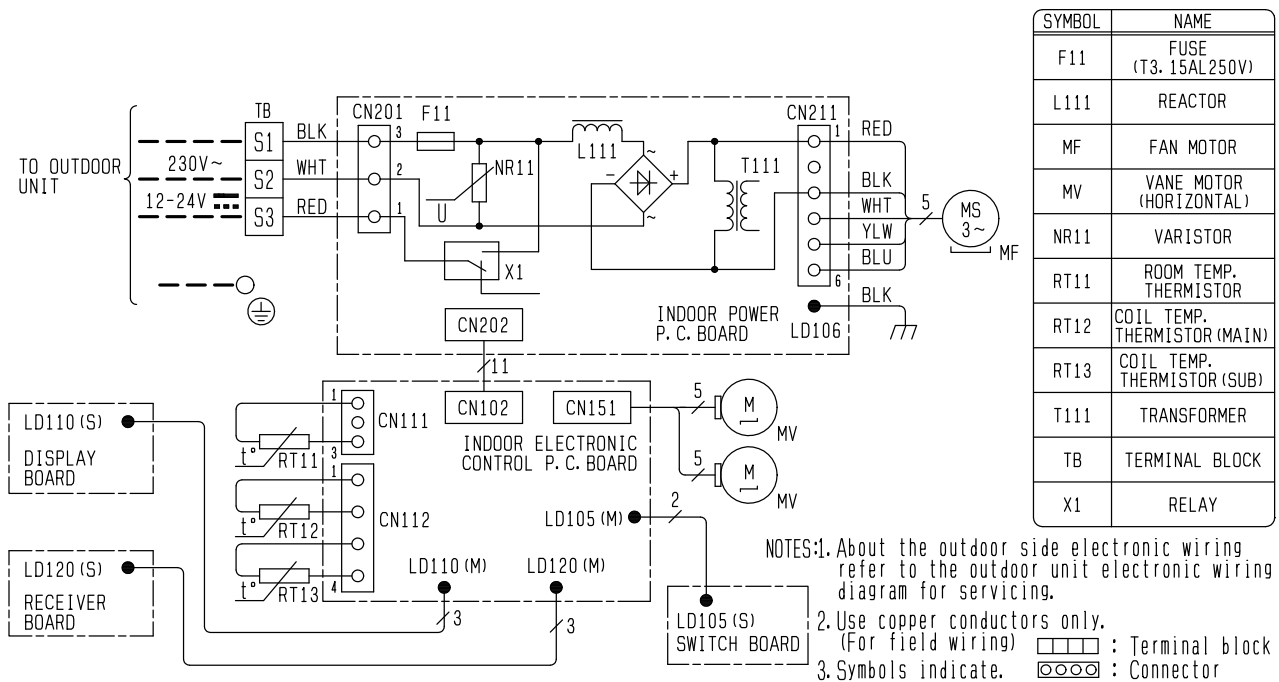 TO OUTDOOR
UNIT
230V~
12-24V
TB
S1
S2
S3
BLK
WHT
RED
CN201
3
2
1
F11
NR11
U
L111
~
~
-
+
X1
T111
CN211
1
6
RED
BLK
WHT
YLW
BLU
5
MS
3~
MF
BLK
LD106
INDOOR POWER
P.C.BOARD
CN202
11
CN102
CN151
INDOOR ELECTRONIC
CONTROL P.C.BOARD
5
M
MV
5
M
MV
LD110(S)
DISPLAY
BOARD
LD120(S)
RECEIVER
BOARD
1
3
CN111
t°
RT11
1
4
CN112
t°
RT12
t°
RT13
LD105(M)
2
LD110(M)
LD120(M)
3
3
LD105(S)
SWITCH BOARD
SYMBOL NAME
F11 FUSE
(T3.15AL250V)
L111 REACTOR
MF FAN MOTOR
MV VANE MOTOR
(HORIZONTAL)
NR11 VARISTOR
RT11 ROOM TEMP.
THERMISTOR
RT12 COIL TEMP.
THERMISTOR(MAIN)
RT13 COIL TEMP.
THERMISTOR(SUB)
T111 TRANSFORMER
TB TERMINAL BLOCK
X1 RELAY
NOTES:1. About the outdoor side electronic wiring
refer to the outdoor unit electronic wiring
diagram for servicing.
2. Use copper conductors only.
(For field wiring)
3. Symbols indicate.
: Terminal block
: Connector